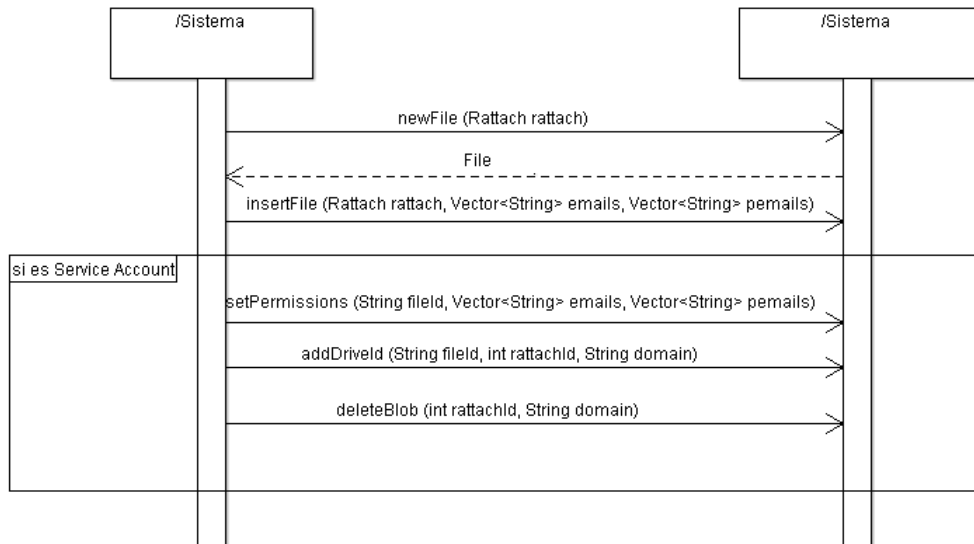 /Sistema
/Sistema
newFile (Rattach rattach)
File
insertFile (Rattach rattach, Vector<String> emails, Vector<String> pemails)
si es Service Account
setPermissions (String fileId, Vector<String> emails, Vector<String> pemails)
addDriveId (String fileId, int rattachId, String domain)
deleteBlob (int rattachId, String domain)